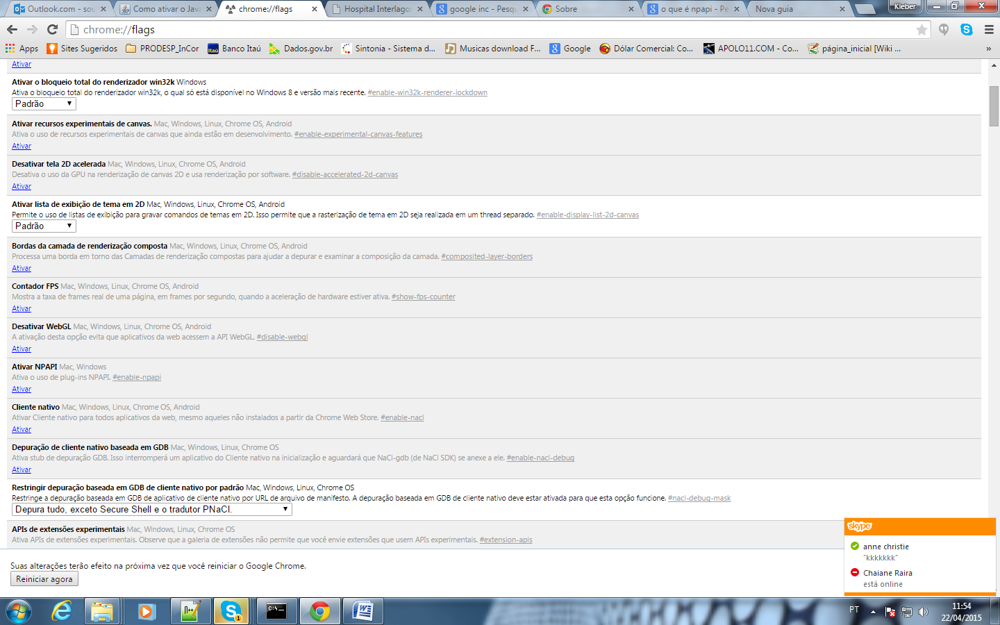 Outlook.com - sou
Como ativar o Java
chrome://flags
Hospital Interlagos
google inc - Pesqu
Sobre
o que é npapi - Pe
Nova guia
Kleber
chrome://flags
Apps
Sites Sugeridos
PRODESP_InCor
Banco Itaú
Dados.gov.br
Sintonia - Sistema d...
Musicas download F...
Google
Dólar Comercial: Co...
APOLO11.COM - Co...
página_inicial [Wiki ...
»
Ativar
Ativar o bloqueio total do renderizador win32k Windows
Ativa o bloqueio total do renderizador win32k, o qual só está disponível no Windows 8 e versão mais recente. #enable-win32k-renderer-lockdown
Padrão
Ativar recursos experimentais de canvas. Mac, Windows, Linux, Chrome OS, Android
Ativa o uso de recursos experimentais de canvas que ainda estão em desenvolvimento. #enable-experimental-canvas-features
Ativar
Desativar tela 2D acelerada Mac, Windows, Linux, Chrome OS, Android
Desativa o uso da GPU na renderização de canvas 2D e usa renderização por software. #disable-accelerated-2d-canvas
Ativar
Ativar lista de exibição de tema em 2D Mac, Windows, Linux, Chrome OS, Android
Permite o uso de listas de exibição para gravar comandos de temas em 2D. Isso permite que a rasterização de tema em 2D seja realizada em um thread separado. #enable-display-list-2d-canvas
Padrão
Bordas da camada de renderização composta Mac, Windows, Linux, Chrome OS, Android
Processa uma borda em torno das Camadas de renderização compostas para ajudar a depurar e examinar a composição da camada. #composited-layer-borders
Ativar
Contador FPS Mac, Windows, Linux, Chrome OS, Android
Mostra a taxa de frames real de uma página, em frames por segundo, quando a aceleração de hardware estiver ativa. #show-fps-counter
Ativar
Desativar WebGL Mac, Windows, Linux, Chrome OS, Android
A ativação desta opção evita que aplicativos da web acessem a API WebGL. #disable-webgl
Ativar
Ativar NPAPI Mac, Windows
Ativa o uso de plug-ins NPAPI. #enable-npapi
Ativar
Cliente nativo Mac, Windows, Linux, Chrome OS, Android
Ativar Cliente nativo para todos aplicativos da web, mesmo aqueles não instalados a partir da Chrome Web Store. #enable-nacl
Ativar
Depuração de cliente nativo baseada em GDB Mac, Windows, Linux, Chrome OS
Ativa stub de depuração GDB. Isso interromperá um aplicativo do Cliente nativo na inicialização e aguardará que NaCl-gdb (de NaCl SDK) se anexe a ele. #enable-nacl-debug
Ativar
Restringir depuração baseada em GDB de cliente nativo por padrão Mac, Windows, Linux, Chrome OS
Restringe a depuração baseada em GDB de aplicativo de cliente nativo por URL de arquivo de manifesto. A depuração baseada em GDB de cliente nativo deve estar ativada para que esta opção funcione. #nacl-debug-mask
Depura tudo, exceto Secure Shell e o tradutor PNaCl.
APIs de extensões experimentais Mac, Windows, Linux, Chrome OS
Ativa APIs de extensões experimentais. Observe que a galeria de extensões não permite que você envie extensões que usem APIs experimentais. #extension-apis
Suas alterações terão efeito na próxima vez que você reiniciar o Google Chrome.
Reiniciar agora
skype
anne christie
"kkkkkkk"
Chaiane Raira
está online
PT
11:54
22/04/2015